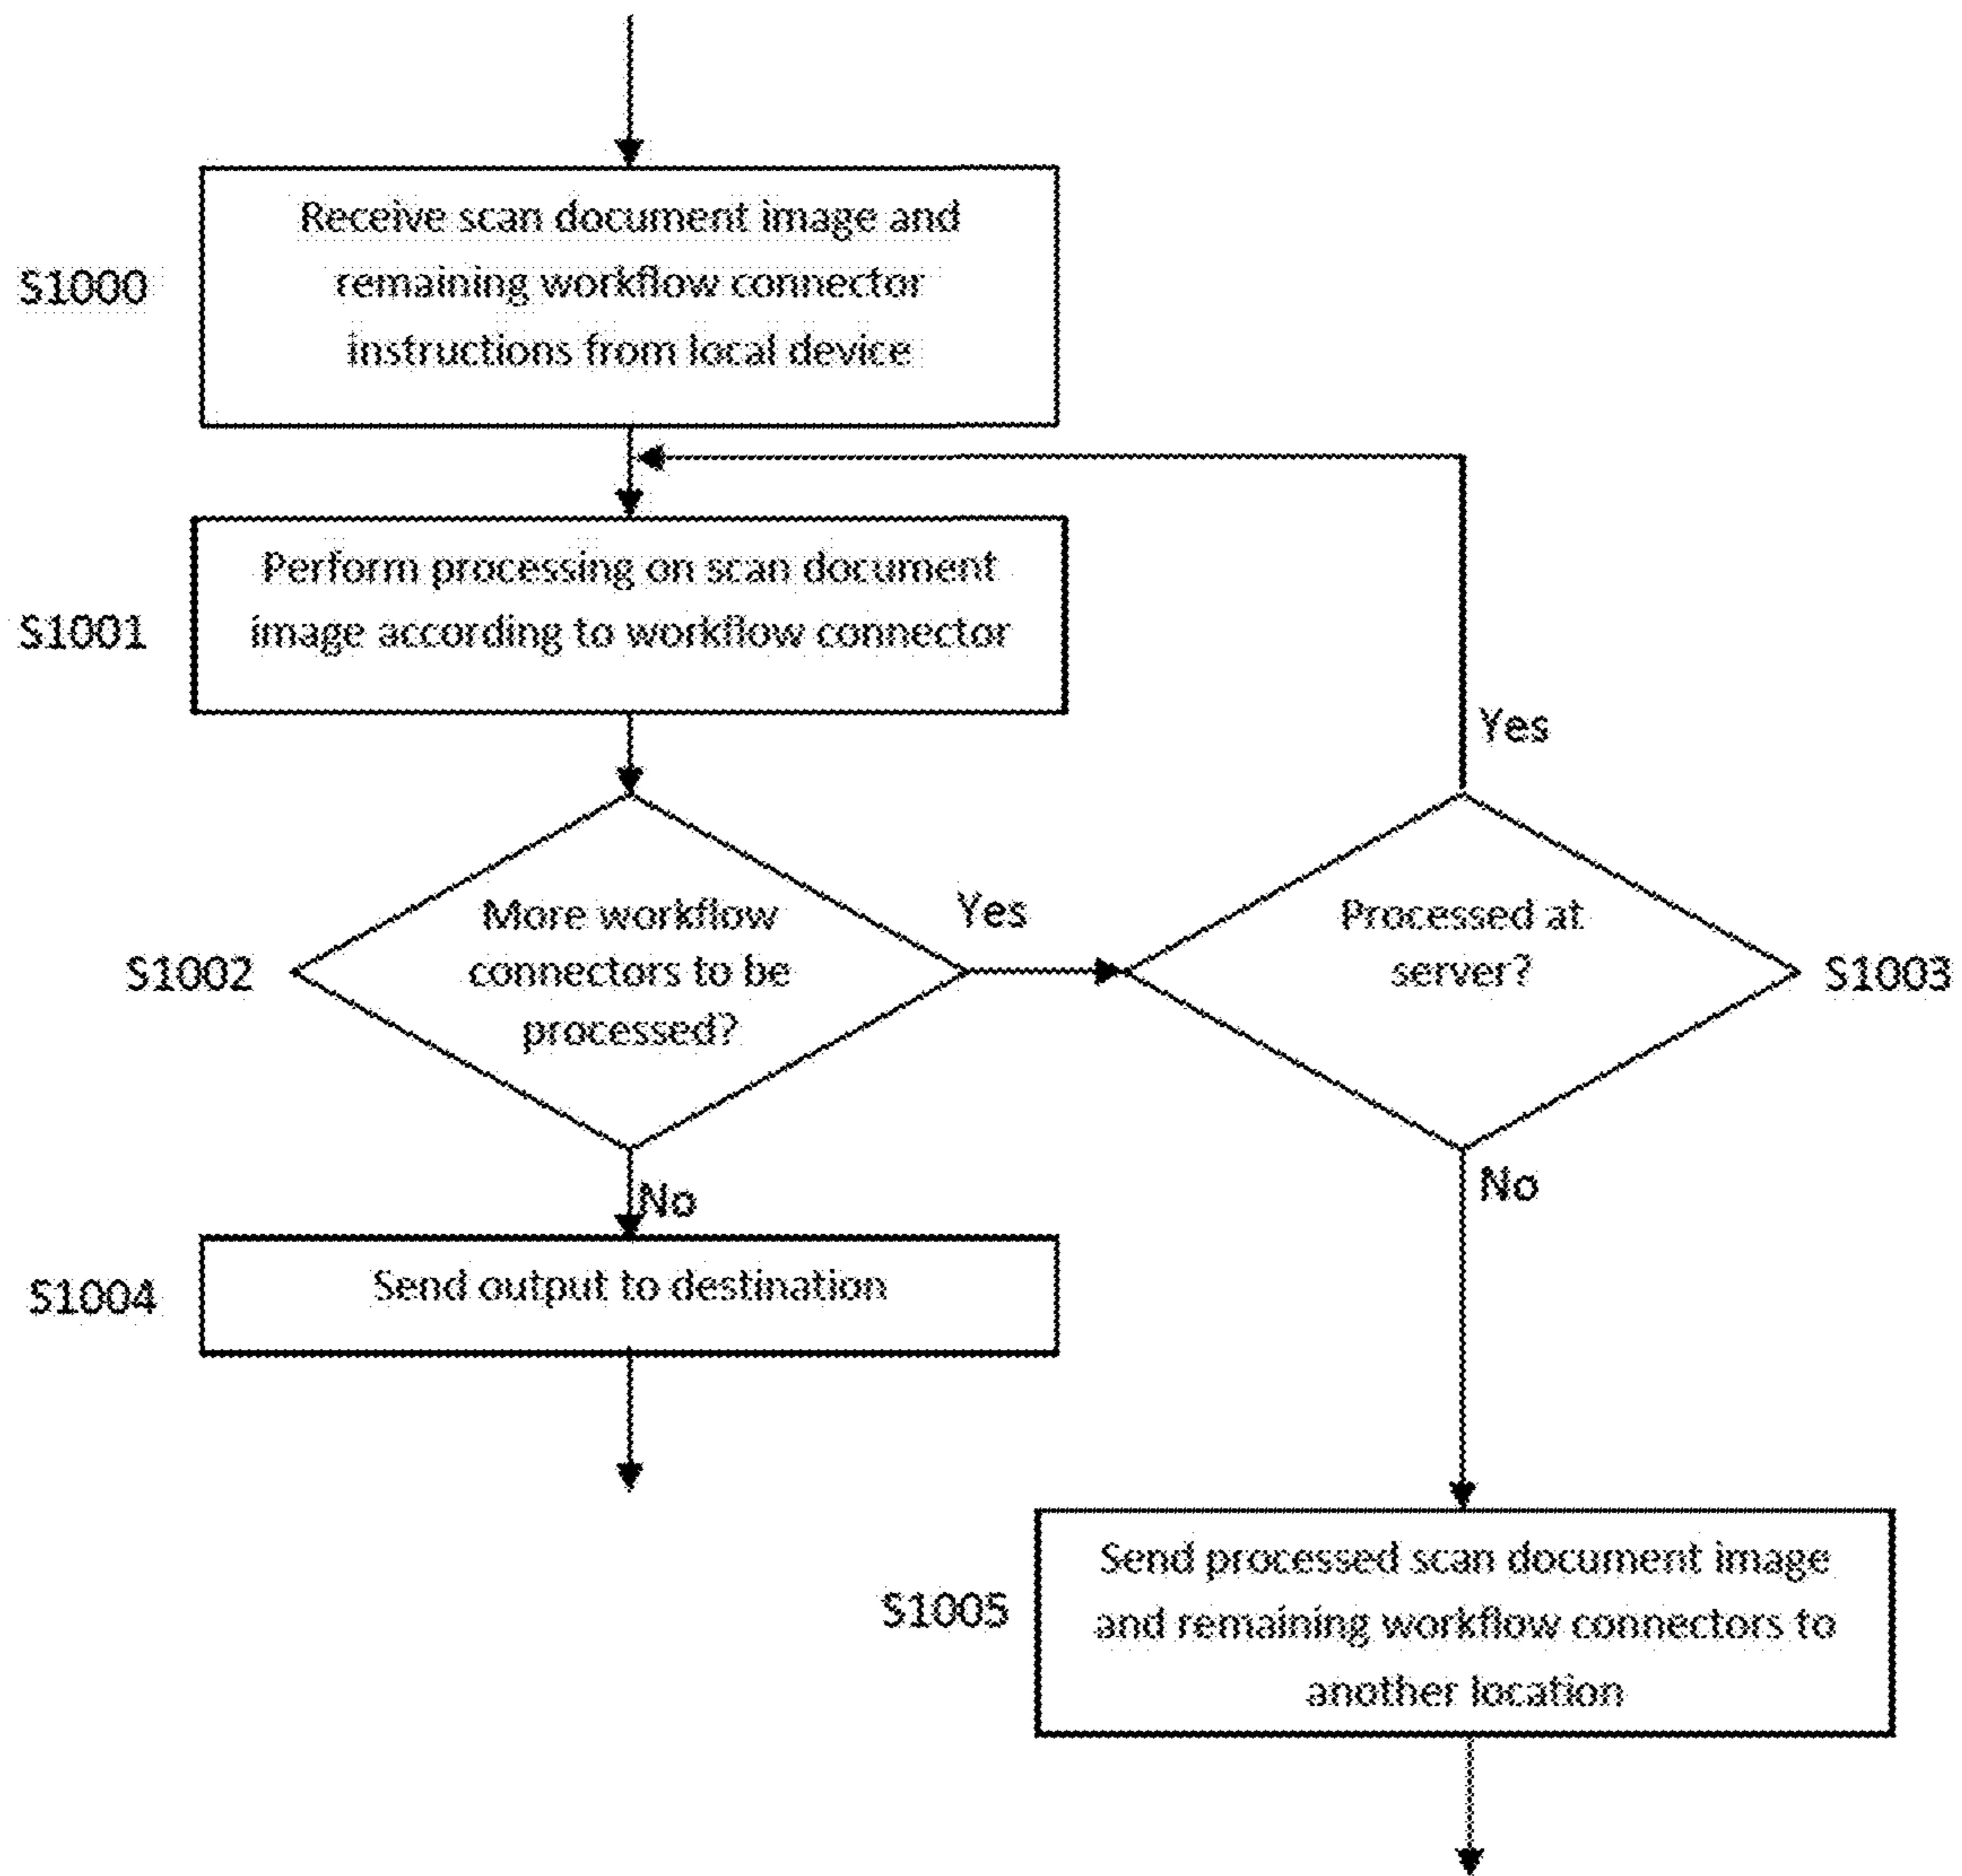 Receive scan document image and
remaining workflow connector
instructions from local device
S1000
Perform processing on scan document
image according to workflow connector
S1001
Yes
More workflow
connectors to be
processed?
S1002
Yes
Processed at
server?
S1003
No
No
Send output to destination
S1004
Send processed scan document image
and remaining workflow connectors to
another location
S1005